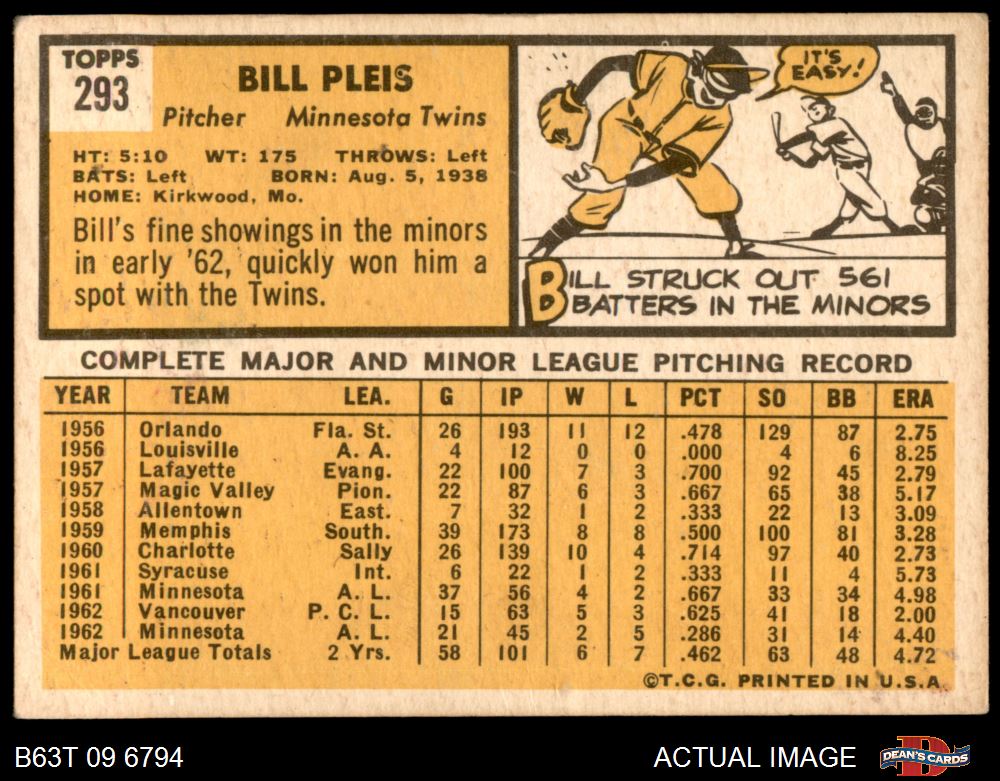 TOPPS
293
BILL PLEIS
Pitcher Minnesota Twins
HT: 5:10 WT: 175 THROWS: Left
BATS: Left BORN: Aug. 5, 1938
HOME: Kirkwood, Mo.
Bill's fine showings in the minors
in early '62, quickly won him a
spot with the Twins.
IT'S
EASY!
BILL STRUCK OUT 561
BATTERS IN THE MINORS
COMPLETE MAJOR AND MINOR LEAGUE PITCHING RECORD
YEAR TEAM LEA. G IP W L PCT SO BB ERA
1956 Orlando Fla. St. 26 193 11 12 .478 129 87 2.75
1956 Louisville A. A. 4 12 0 0 .000 4 6 8.25
1957 Lafayette Evang. 22 100 7 3 .700 92 45 2.79
1957 Magic Valley Pion. 22 87 6 3 .667 65 38 5.17
1958 Allentown East. 7 32 1 2 .333 22 13 3.09
1959 Memphis South. 39 173 8 8 .500 100 81 3.28
1960 Charlotte Sally 26 139 10 4 .714 97 40 2.73
1961 Syracuse Int. 6 22 1 2 .333 11 4 5.73
1961 Minnesota A. L. 37 56 4 2 .667 33 34 4.98
1962 Vancouver P. C. L. 15 63 5 3 .625 41 18 2.00
1962 Minnesota A. L. 21 45 2 5 .286 31 14 4.40
Major League Totals 2 Yrs. 58 101 6 7 .462 63 48 4.72
©T.C.G. PRINTED IN U.S.A.
B63T 09 6794
ACTUAL IMAGE
DEAN'S CARDS